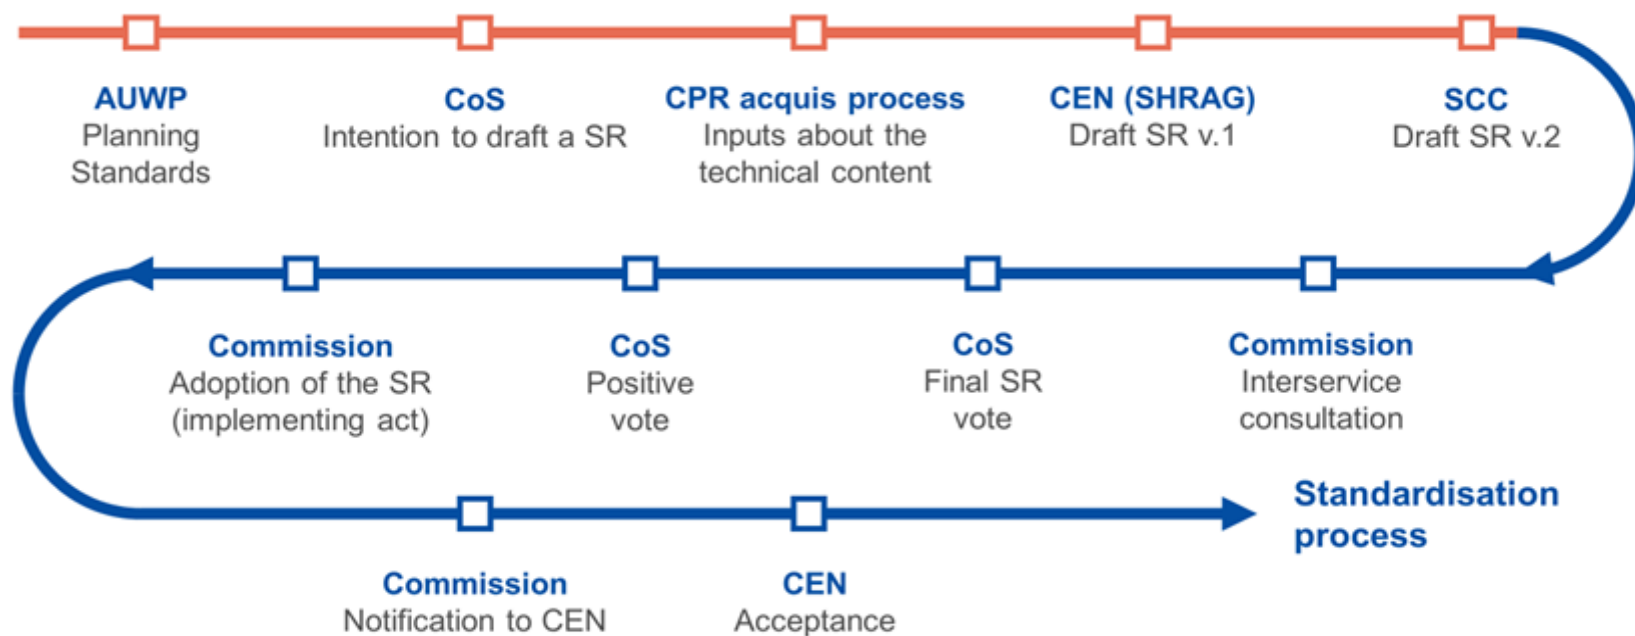 AUWP
Planning
Standards
CoS
Intention to draft a SR
CPR acquis process
Inputs about the
technical content
CEN (SHRAG)
Draft SR v.1
SCC
Draft SR v.2
Commission
Adoption of the SR
(implementing act)
CoS
Positive
vote
CoS
Final SR
vote
Commission
Interservice
consultation
Commission
Notification to CEN
CEN
Acceptance
Standardisation
process